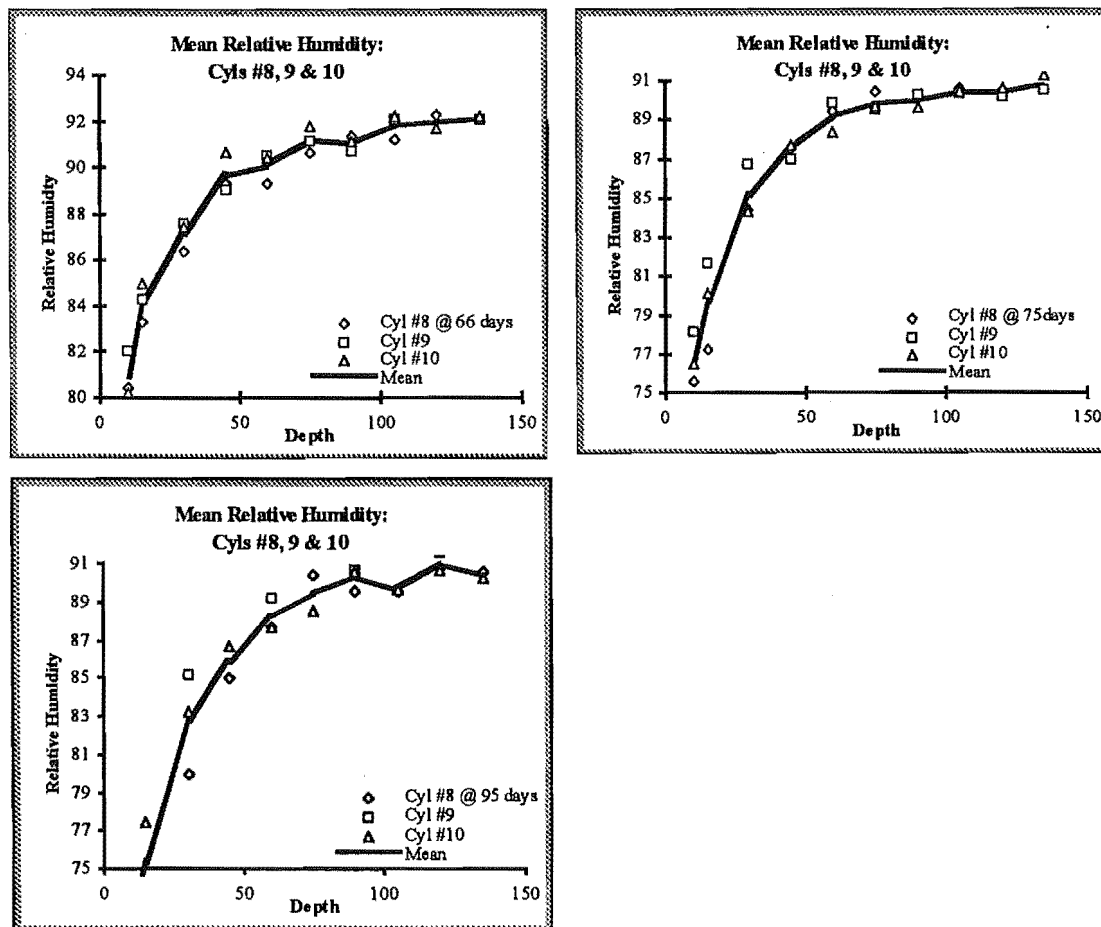 Mean Relative Humidity:
Cyls #8, 9 & 10
94
92
90
88
86
84
82
80
Relative Humidity
Cyl #8 @ 66 days
Cyl #9
Cyl #10
Mean
0
50
100
150
Depth
Mean Relative Humidity:
Cyls #8, 9 & 10
91
89
87
85
83
81
79
77
75
Relative Humidity
Cyl #8 @ 75days
Cyl #9
Cyl #10
Mean
0
50
100
150
Depth
Mean Relative Humidity:
Cyls #8, 9 & 10
91
89
87
85
83
81
79
77
75
Relative Humidity
Cyl #8 @ 95 days
Cyl #9
Cyl #10
Mean
0
50
100
150
Depth